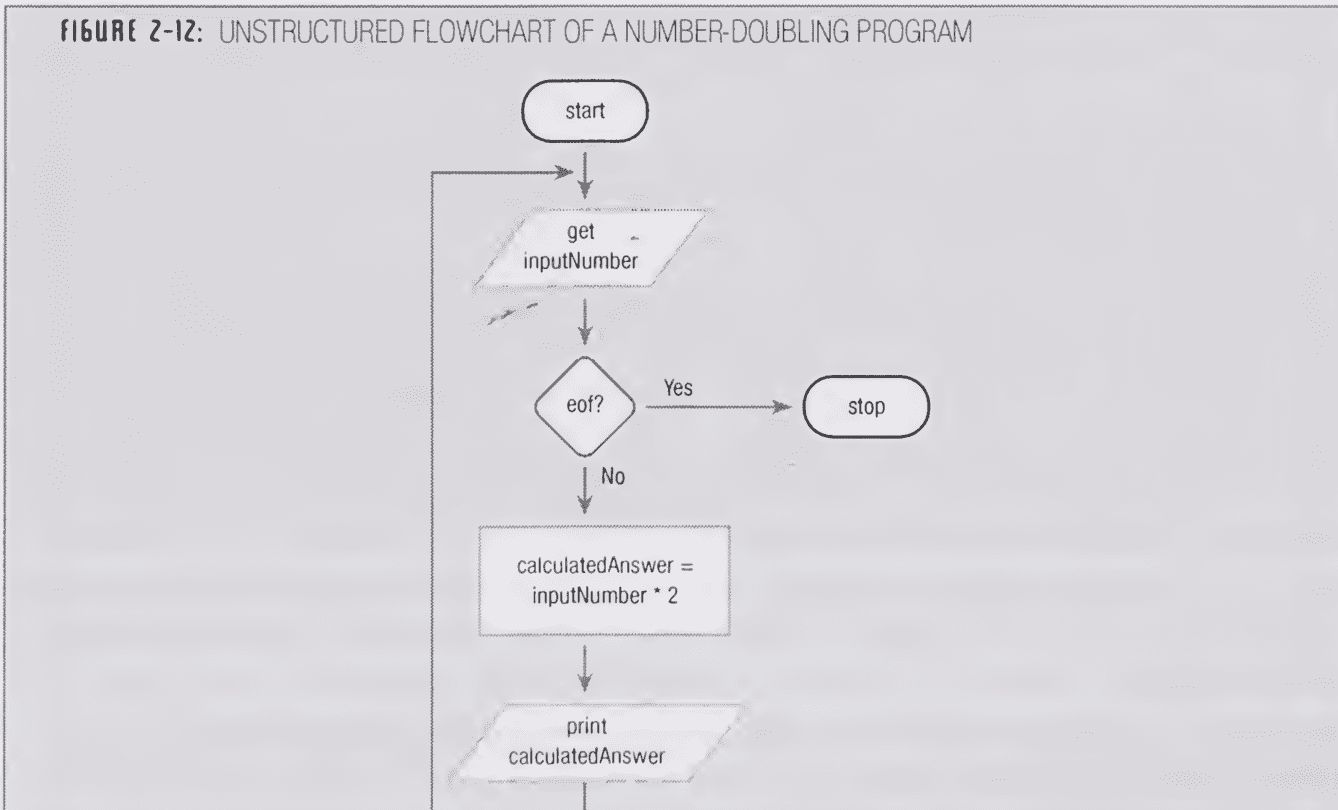 FIGURE 2-12: UNSTRUCTURED FLOWCHART OF A NUMBER-DOUBLING PROGRAM
start
get
inputNumber
eof?
Yes
stop
No
calculatedAnswer =
inputNumber * 2
print
calculatedAnswer